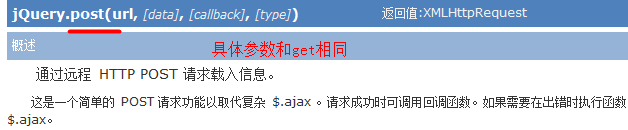 jQuery.post(url, [data], [callback], [type]) 返回值:XMLHttpRequest
概述 具体参数和get相同
通过远程 HTTP POST 请求载入信息。
这是一个简单的 POST 请求功能以取代复杂 $.ajax 。请求成功时可调用回调函数。如果需要在出错时执行函数
$.ajax。